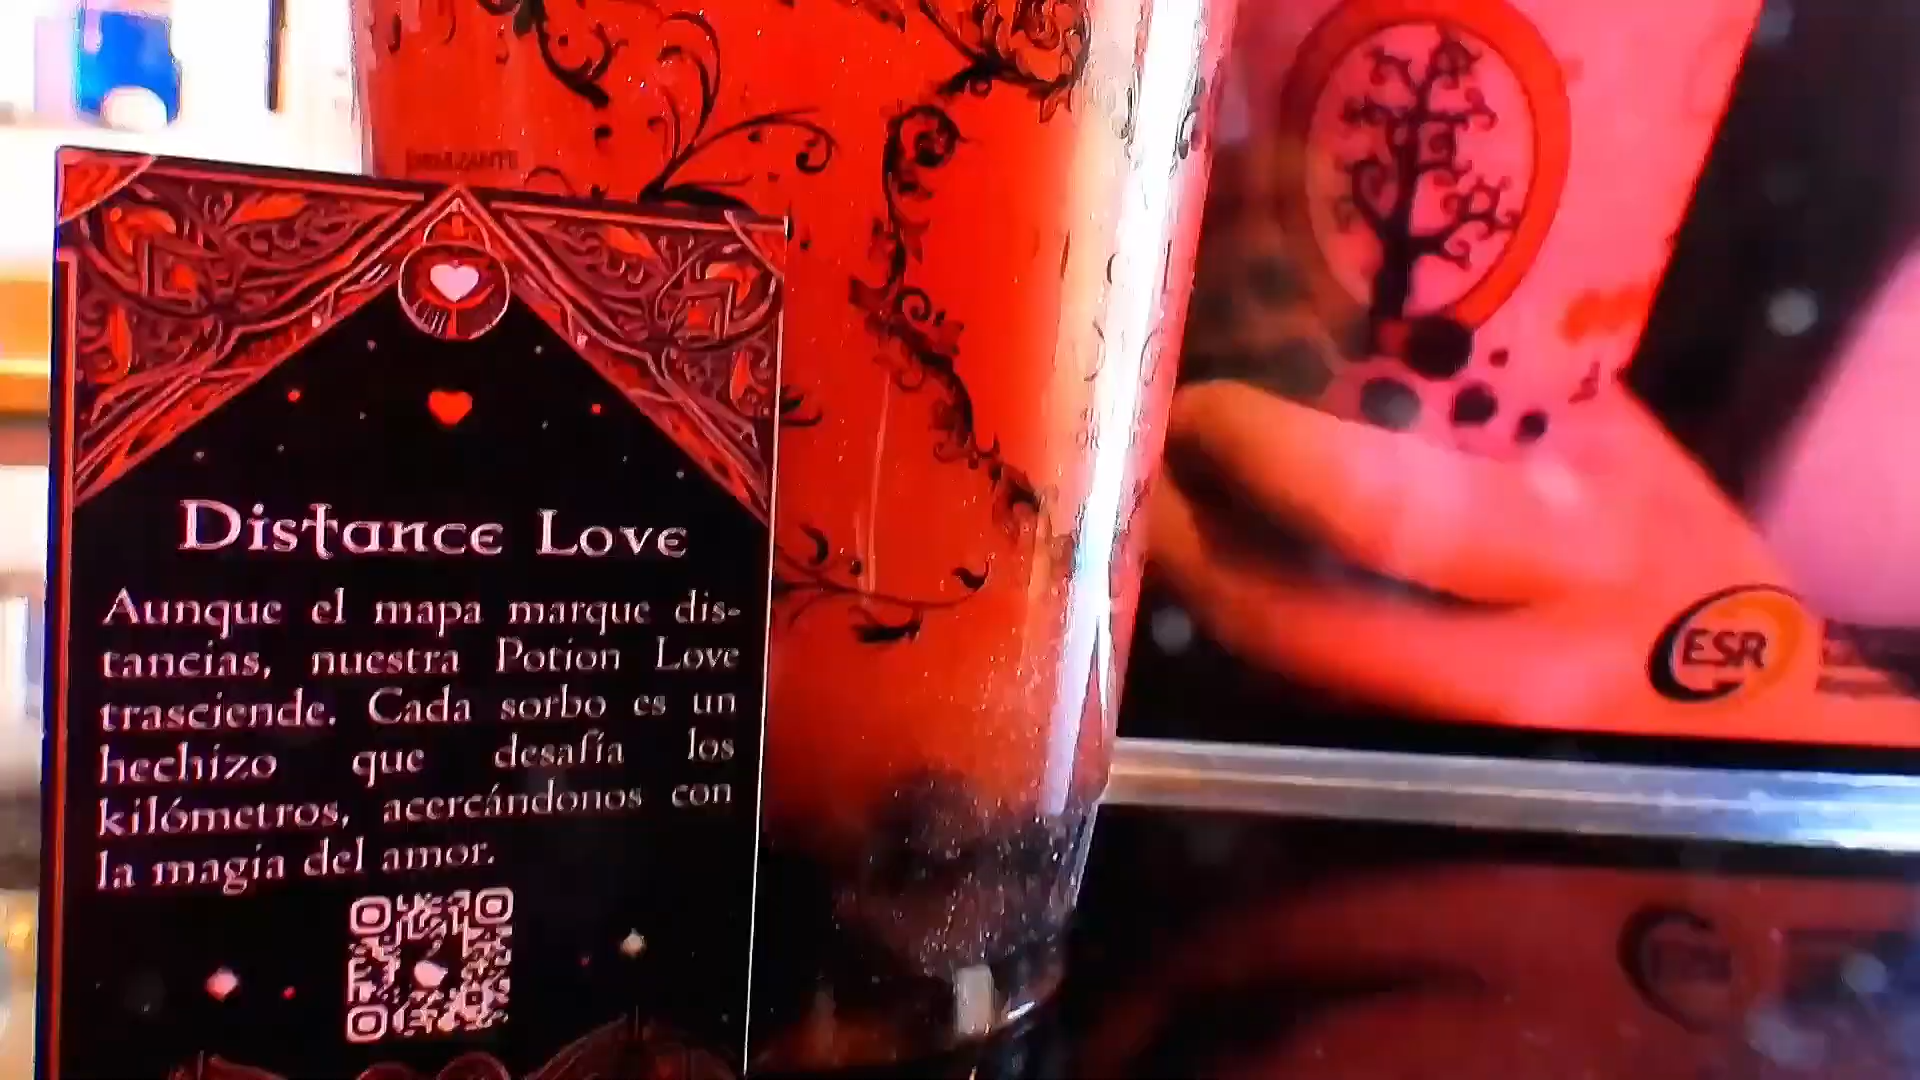 Distance Love
Aunque el mapa marque dis-
tancias, nuestra Potion Love
trasciende. Cada sorbo es un
hechizo que desafía los
kilómetros, acercándonos con
la magia del amor.
ESR